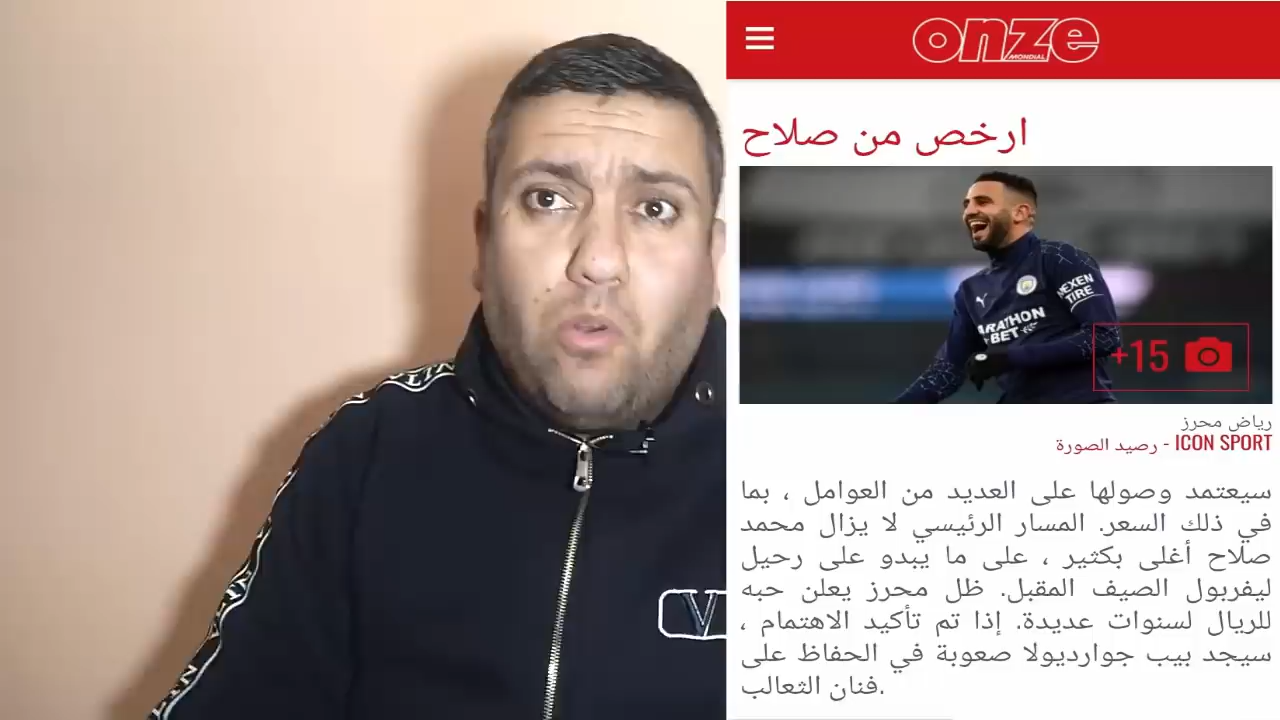 onze
MONDIAL
ارخص من صلاح
NEXEN
TIRE
MARATHON
BET
+15
رياض محرز
ICON SPORT - رصيد الصورة
سيعتمد وصولها على العديد من العوامل ، بما
في ذلك السعر. المسار الرئيسي لا يزال محمد
صلاح أغلى بكثير ، على ما يبدو على رحيل
ليفربول الصيف المقبل. ظل محرز يعلن حبه
للريال لسنوات عديدة. إذا تم تأكيد الاهتمام ،
سيجد بيب جوارديولا صعوبة في الحفاظ على
فنان الثعالب.
V